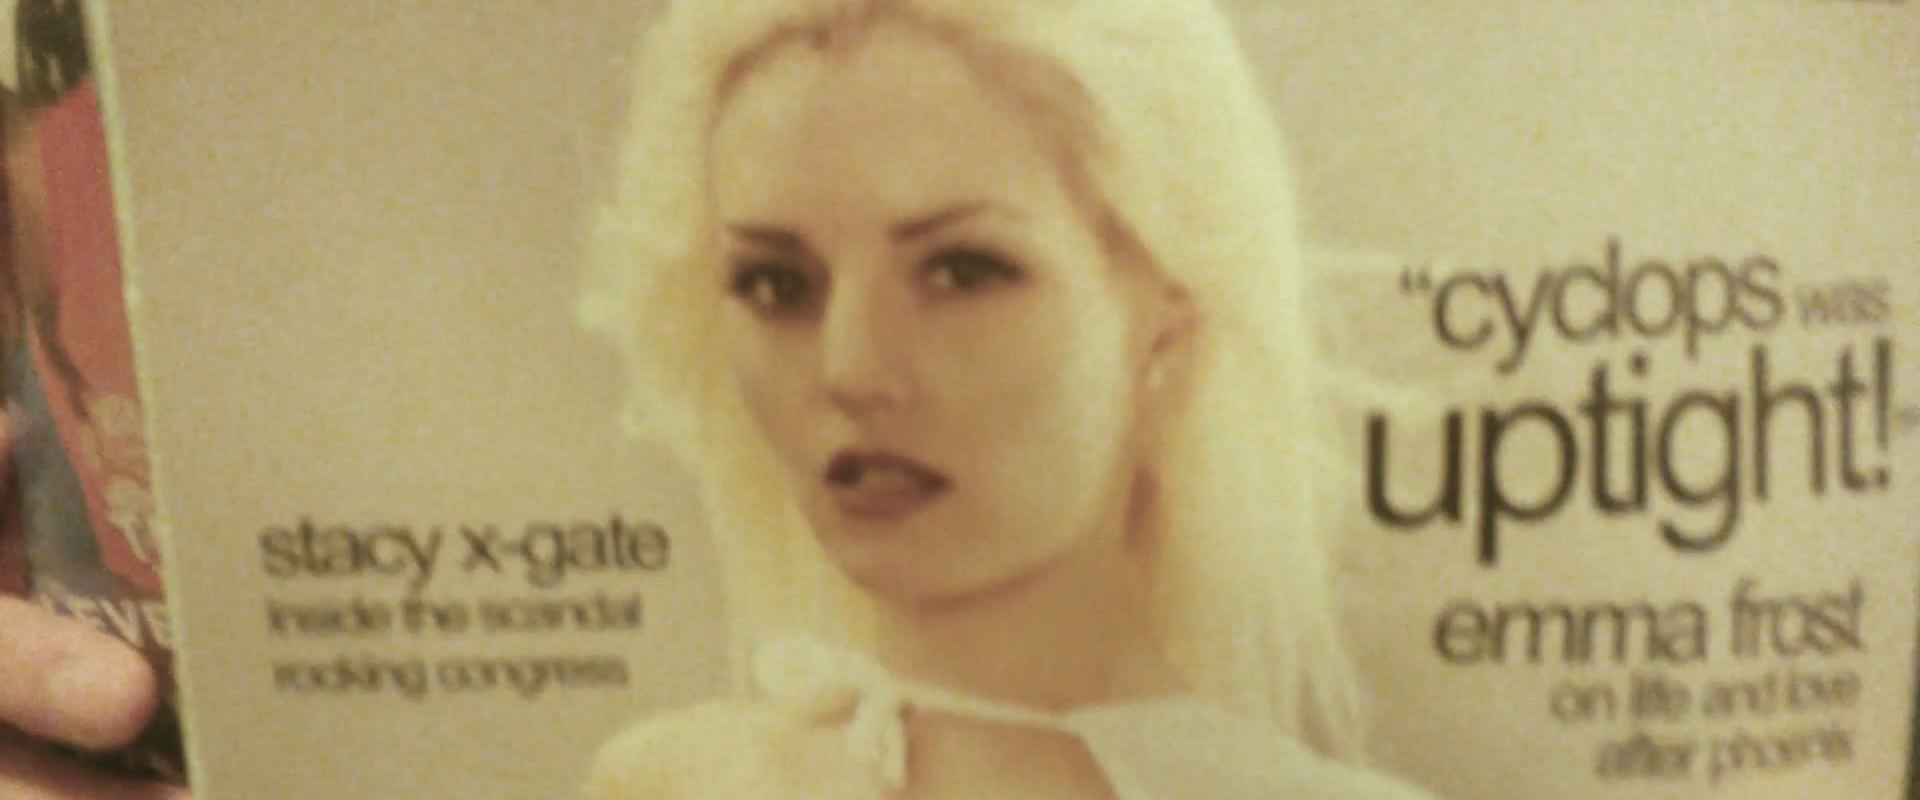 "cyclops was
uptight!
emma frost
on life and love
after phoenix
stacy x-gate
inside the scandal
rocking congress